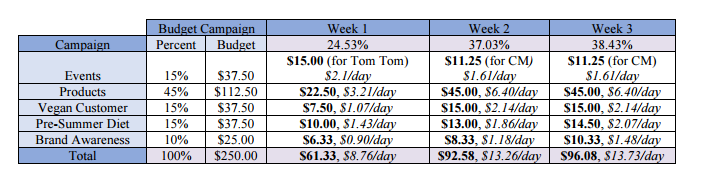 Budget Campaign Week 1 Week 2 Week 3
Campaign Percent Budget 24.53% 37.03% 38.43%
$15.00 (for Tom Tom) $11.25 (for CM) $11.25 (for CM)
Events 15% $37.50 $2.1/day $1.61/day $1.61/day
Products 45% $112.50 $22.50, $3.21/day $45.00, $6.40/day $45.00, $6.40/day
Vegan Customer 15% $37.50 $7.50, $1.07/day $15.00, $2.14/day $15.00, $2.14/day
Pre-Summer Diet 15% $37.50 $10.00, $1.43/day $13.00, $1.86/day $14.50, $2.07/day
Brand Awareness 10% $25.00 $6.33, $0.90/day $8.33, $1.18/day $10.33, $1.48/day
Total 100% $250.00 $61.33, $8.76/day $92.58, $13.26/day $96.08, $13.73/day